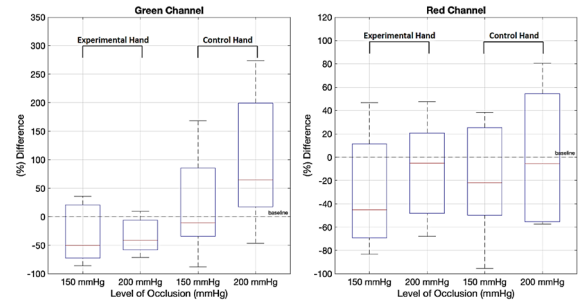 Green Channel
350
300
250
200
150
100
50
0
-50
-100
(%) Difference
Experimental Hand
Control Hand
baseline
150 mmHg 200 mmHg 150 mmHg 200 mmHg
Level of Occlusion (mmHg)
Red Channel
120
100
80
60
40
20
0
-20
-40
-60
-80
-100
(%) Difference
Experimental Hand
Control Hand
baseline
150 mmHg 200 mmHg 150 mmHg 200 mmHg
Level of Occlusion (mmHg)